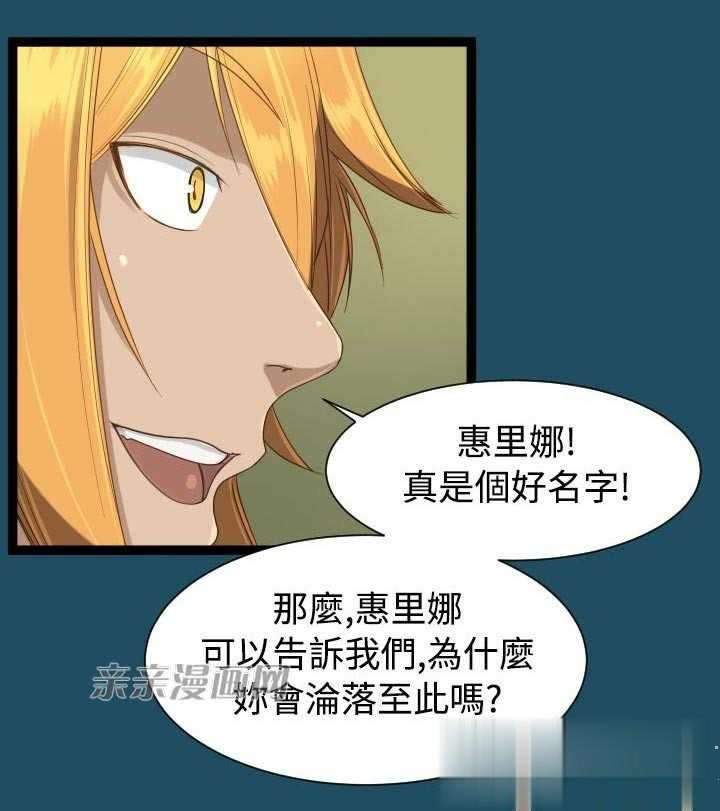 惠里娜!
真是個好名字!
那麼,惠里娜
可以告訴我們,為什麼
妳會淪落至此嗎?
亲亲漫画网